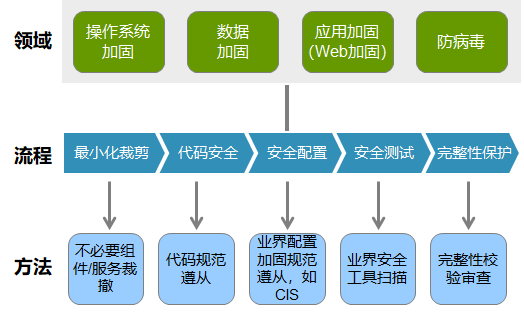 领域
操作系统
加固
数据
加固
应用加固
(Web加固)
防病毒
流程
最小化裁剪
代码安全
安全配置
安全测试
完整性保护
方法
不必要组
件/服务裁
撤
代码规范
遵从
业界配置
加固规范
遵从，如
CIS
业界安全
工具扫描
完整性校
验审查